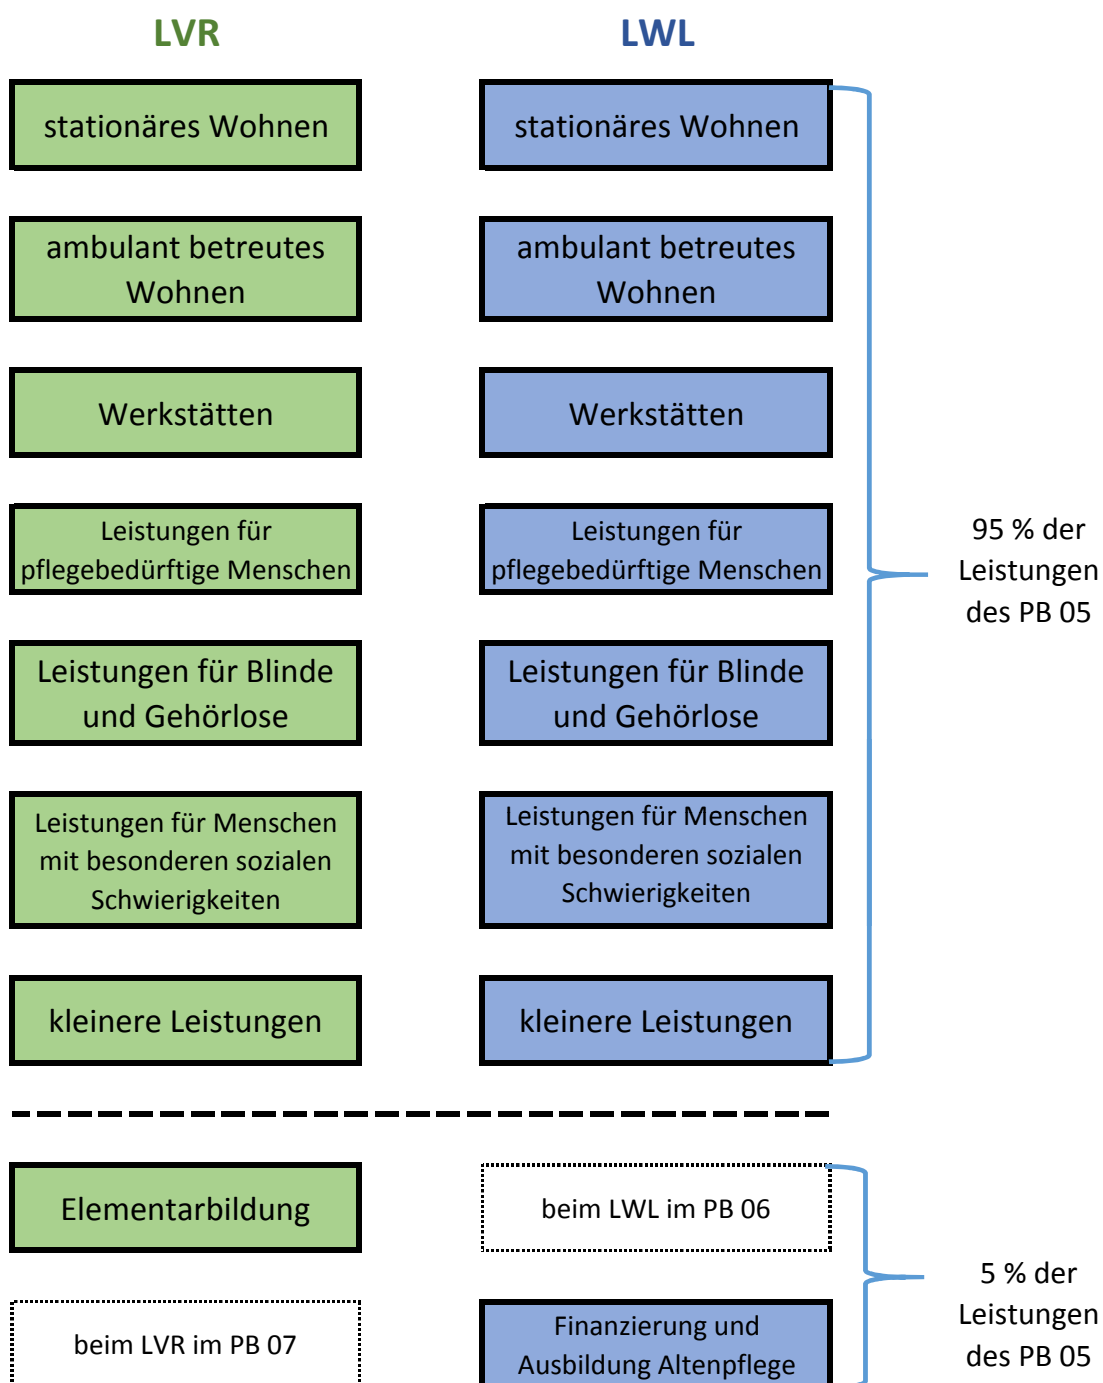 LVR
LWL
stationäres Wohnen
stationäres Wohnen
ambulant betreutes
Wohnen
ambulant betreutes
Wohnen
Werkstätten
Werkstätten
Leistungen für
pflegebedürftige Menschen
Leistungen für
pflegebedürftige Menschen
95 % der
Leistungen
des PB 05
Leistungen für Blinde
und Gehörlose
Leistungen für Blinde
und Gehörlose
Leistungen für Menschen
mit besonderen sozialen
Schwierigkeiten
Leistungen für Menschen
mit besonderen sozialen
Schwierigkeiten
kleinere Leistungen
kleinere Leistungen
Elementarbildung
beim LWL im PB 06
5 % der
Leistungen
des PB 05
beim LVR im PB 07
Finanzierung und
Ausbildung Altenpflege